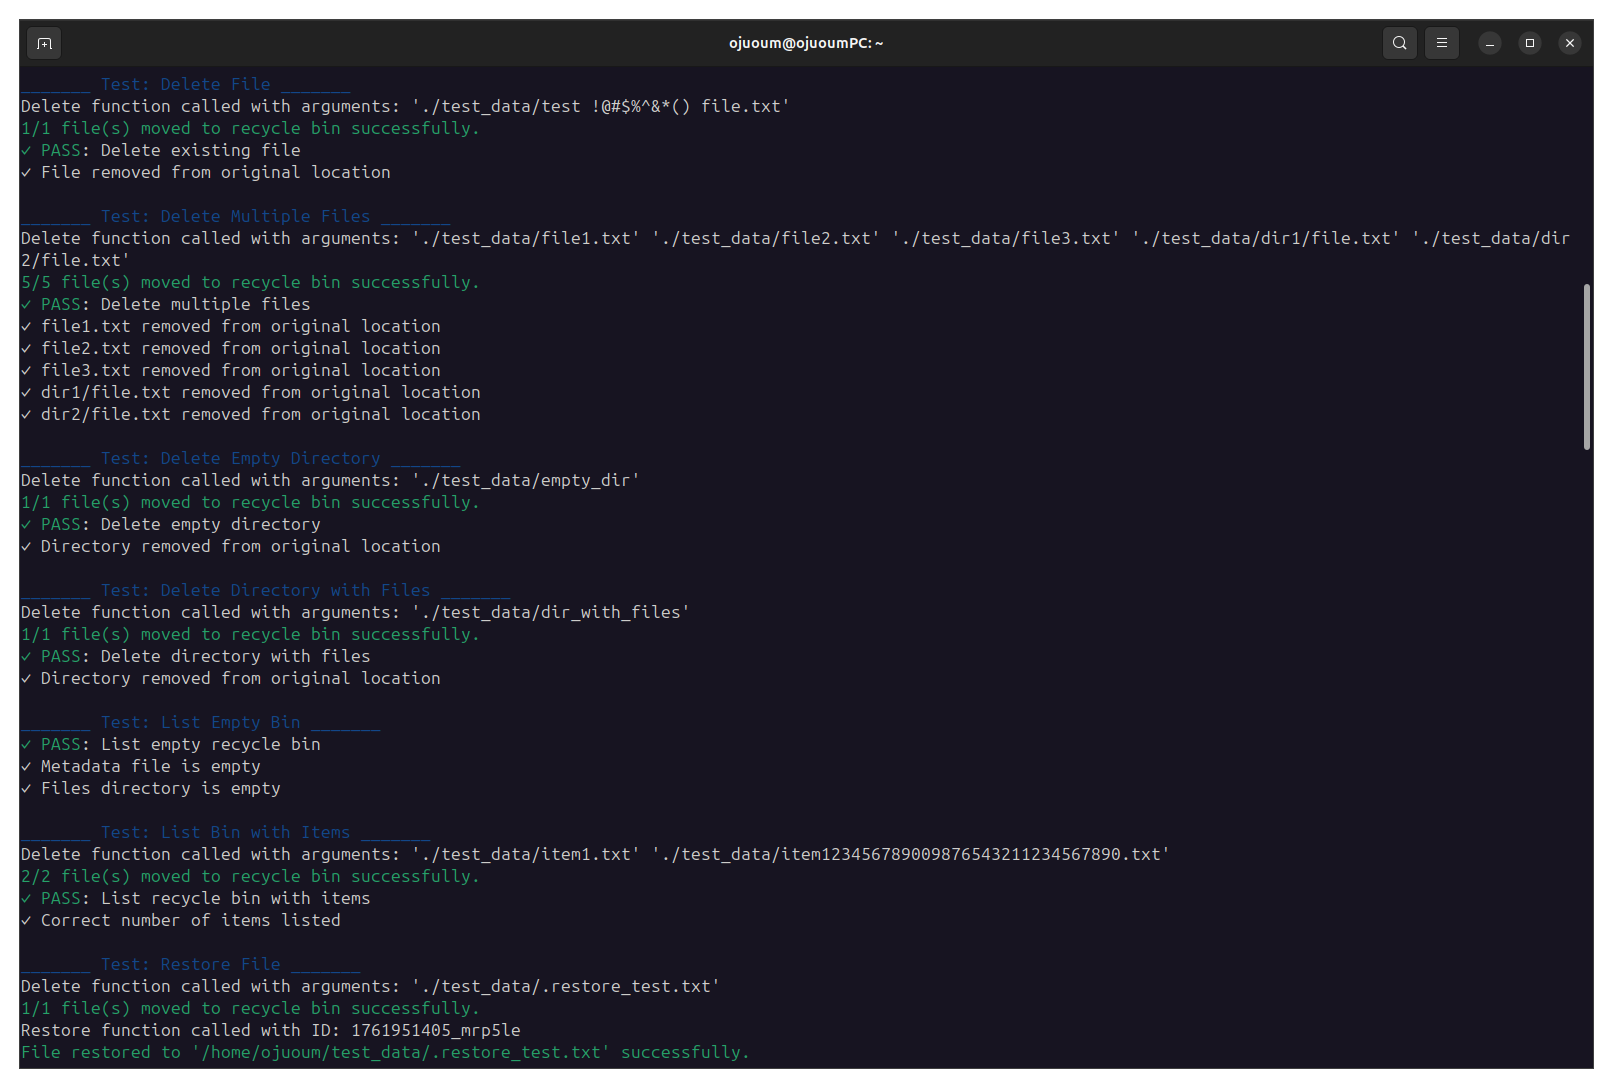 ojuoum@ojuoumPC: ~
_______ Test: Delete File _______
Delete function called with arguments: './test_data/test !@#$%^&*() file.txt'
1/1 file(s) moved to recycle bin successfully.
✓ PASS: Delete existing file
✓ File removed from original location
_______ Test: Delete Multiple Files _______
Delete function called with arguments: './test_data/file1.txt' './test_data/file2.txt' './test_data/file3.txt' './test_data/dir1/file.txt' './test_data/dir
2/file.txt'
5/5 file(s) moved to recycle bin successfully.
✓ PASS: Delete multiple files
✓ file1.txt removed from original location
✓ file2.txt removed from original location
✓ file3.txt removed from original location
✓ dir1/file.txt removed from original location
✓ dir2/file.txt removed from original location
_______ Test: Delete Empty Directory _______
Delete function called with arguments: './test_data/empty_dir'
1/1 file(s) moved to recycle bin successfully.
✓ PASS: Delete empty directory
✓ Directory removed from original location
_______ Test: Delete Directory with Files _______
Delete function called with arguments: './test_data/dir_with_files'
1/1 file(s) moved to recycle bin successfully.
✓ PASS: Delete directory with files
✓ Directory removed from original location
_______ Test: List Empty Bin _______
✓ PASS: List empty recycle bin
✓ Metadata file is empty
✓ Files directory is empty
_______ Test: List Bin with Items _______
Delete function called with arguments: './test_data/item1.txt' './test_data/item123456789009876543211234567890.txt'
2/2 file(s) moved to recycle bin successfully.
✓ PASS: List recycle bin with items
✓ Correct number of items listed
_______ Test: Restore File _______
Delete function called with arguments: './test_data/.restore_test.txt'
1/1 file(s) moved to recycle bin successfully.
Restore function called with ID: 1761951405_mrp5le
File restored to '/home/ojuoum/test_data/.restore_test.txt' successfully.